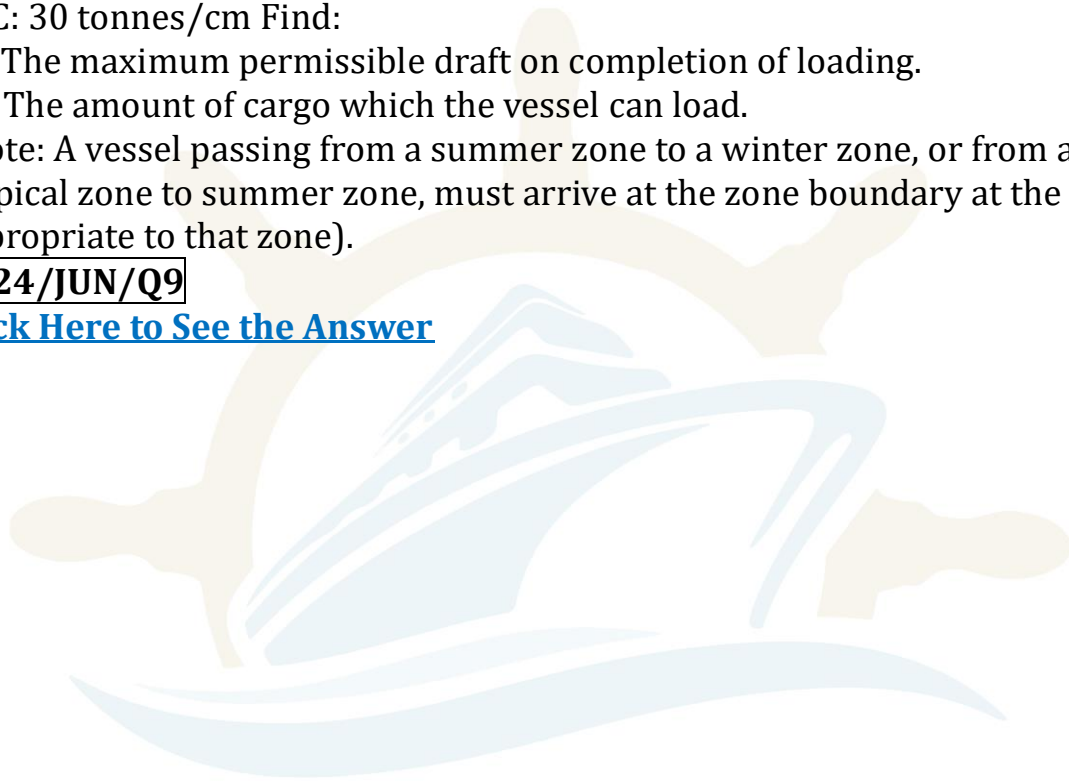 C: 30 tonnes/cm Find:
The maximum permissible draft on completion of loading.
The amount of cargo which the vessel can load.
ote: A vessel passing from a summer zone to a winter zone, or from a
pical zone to summer zone, must arrive at the zone boundary at the
propriate to that zone).
24/JUN/Q9
ck Here to See the Answer